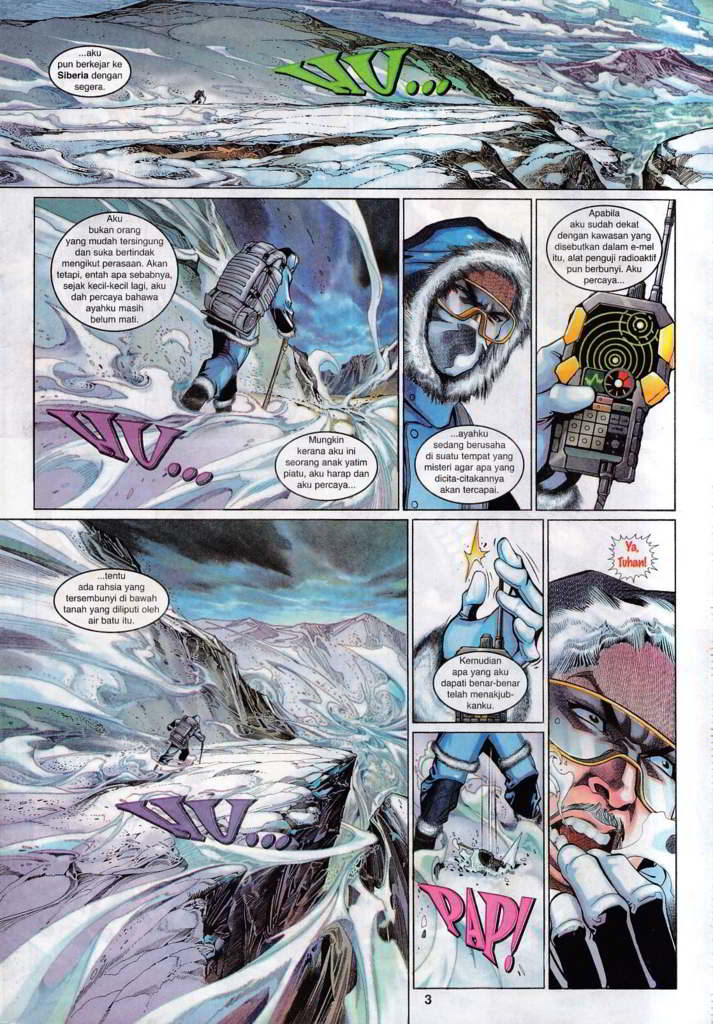 ...aku
pun berkejar ke
Siberia dengan
segera.
VU...
Aku
bukan orang
yang mudah tersingung
dan suka bertindak
mengikut perasaan. Akan
tetapi, entah apa sebabnya,
sejak kecil-kecil lagi, aku
dah percaya bahawa
ayahku masih
belum mati.
VU...
Mungkin
kerana aku ini
seorang anak yatim
piatu, aku harap dan
aku percaya...
...ayahku
sedang berusaha
di suatu tempat yang
misteri agar apa yang
dicita-citakannya
akan tercapai.
Apabila
aku sudah dekat
dengan kawasan yang
disebutkan dalam e-mel
itu, alat penguji radioaktif
pun berbunyi. Aku
percaya...
...tentu
ada rahsia yang
tersembunyi di bawah
tanah yang diliputi oleh
air batu itu.
VU...
Kemudian
apa yang aku
dapati benar-benar
telah menakjub-
kanku.
PAP!
Ya,
Tuhan!
3